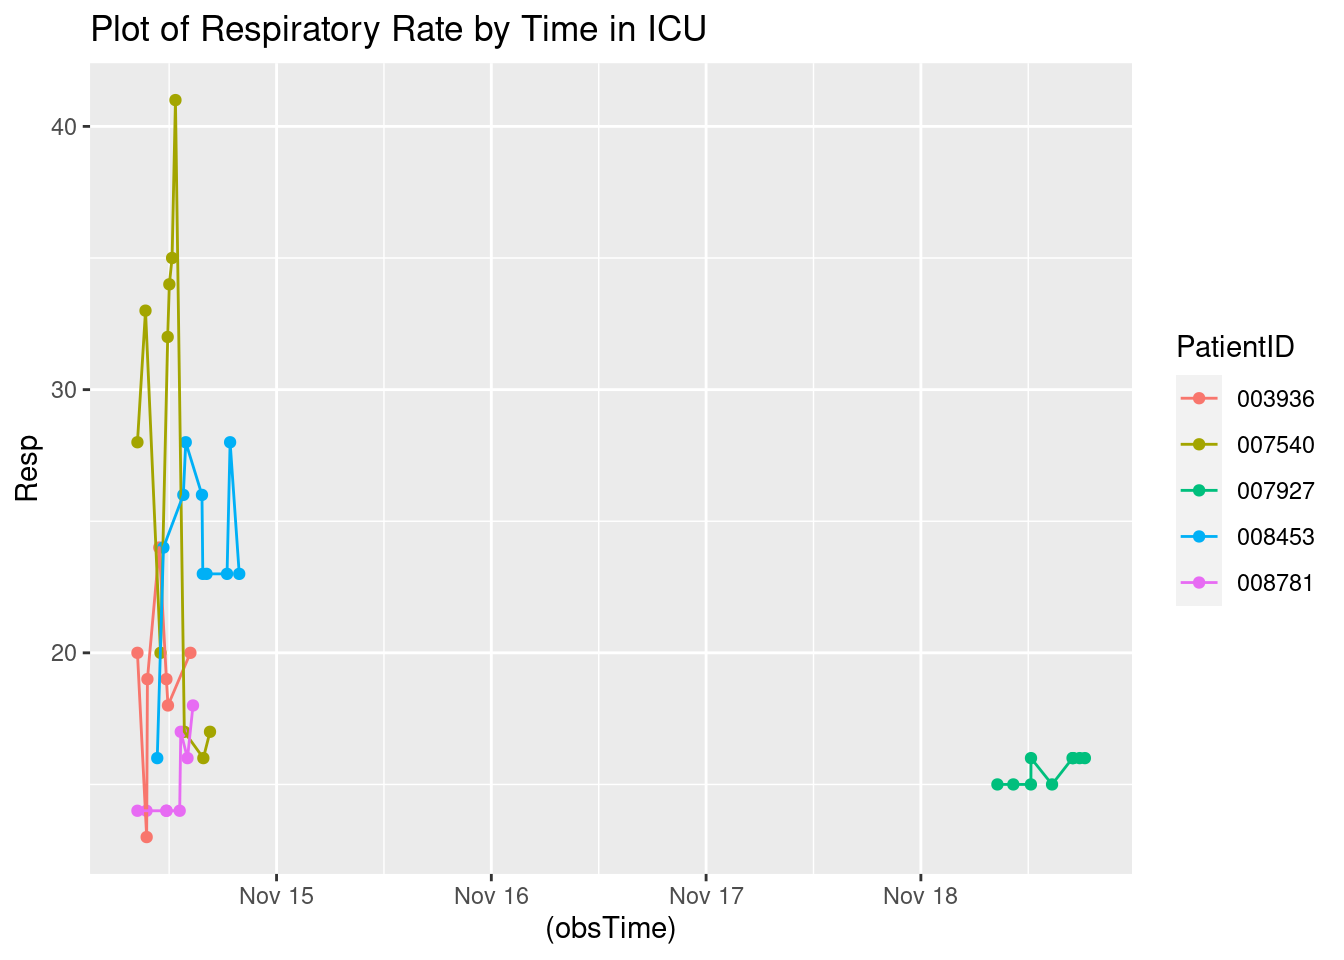 Plot of Respiratory Rate by Time in ICU
40
30
20
Resp
Nov 15
Nov 16
Nov 17
Nov 18
(obsTime)
PatientID
003936
007540
007927
008453
008781